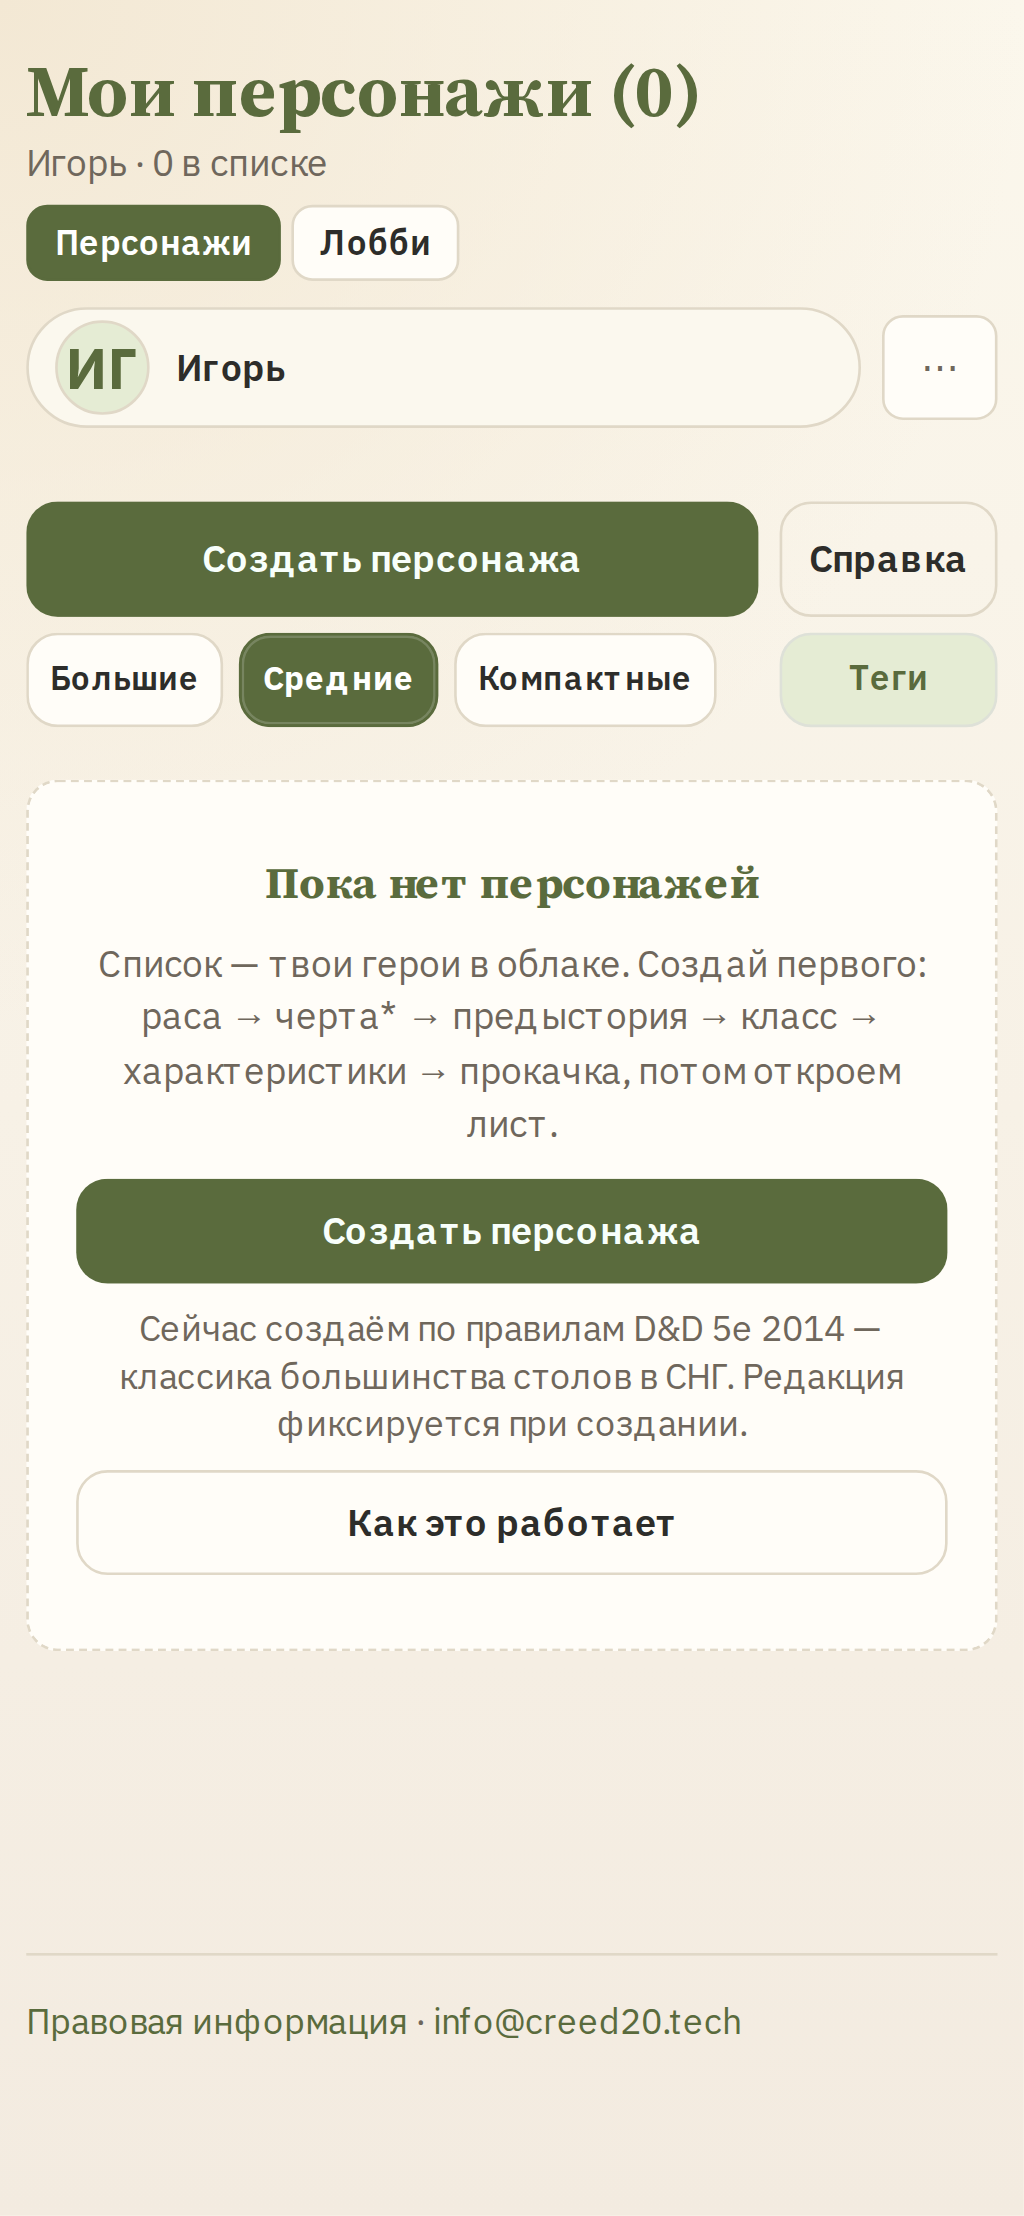 Мои персонажи (0)
Игорь · 0 в списке
Персонажи
Лобби
ИГ
Игорь
···
Создать персонажа
Справка
Большие
Средние
Компактные
Теги
Пока нет персонажей
Список — твои герои в облаке. Создай первого:
раса → черта* → предыстория → класс →
характеристики → прокачка, потом откроем
лист.
Создать персонажа
Сейчас создаём по правилам D&D 5e 2014 —
классика большинства столов в СНГ. Редакция
фиксируется при создании.
Как это работает
Правовая информация · info@creed20.tech